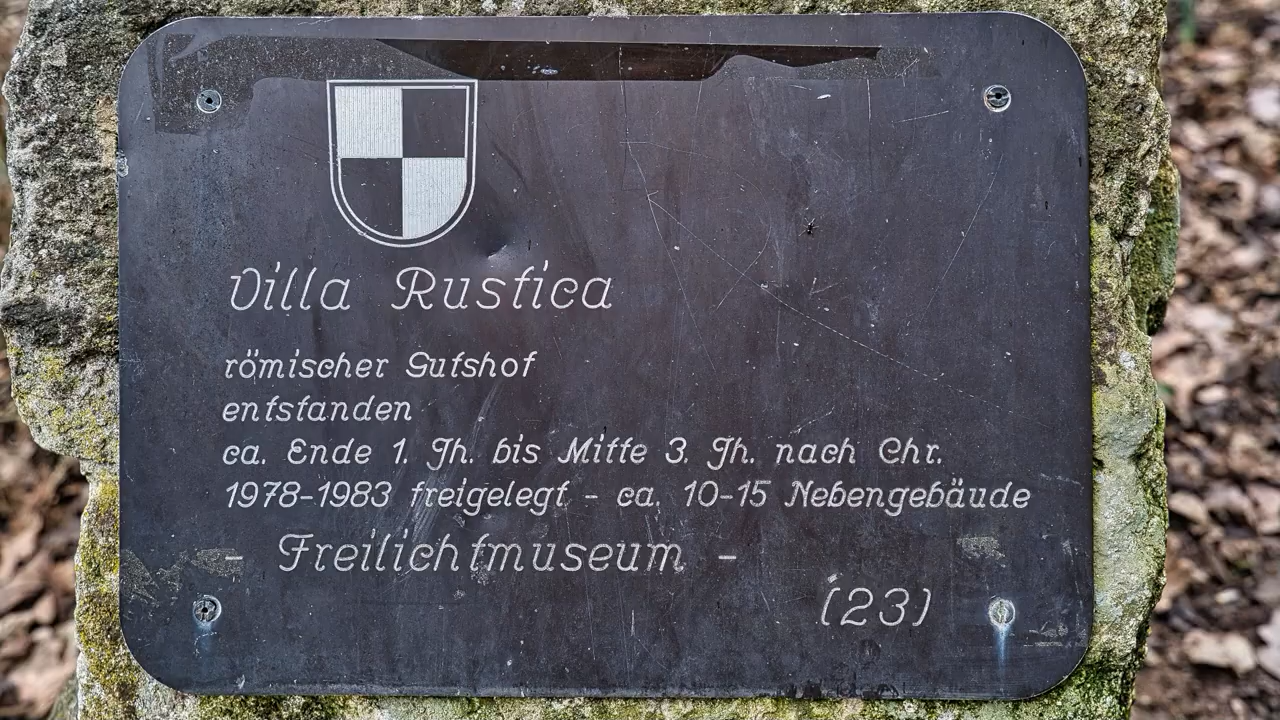 Villa Rustica
römischer Gutshof
entstanden
ca. Ende 1. Jh. bis Mitte 3. Jh. nach Chr.
1978-1983 freigelegt - ca. 10-15 Nebengebäude
- Freilichtmuseum -
(23)